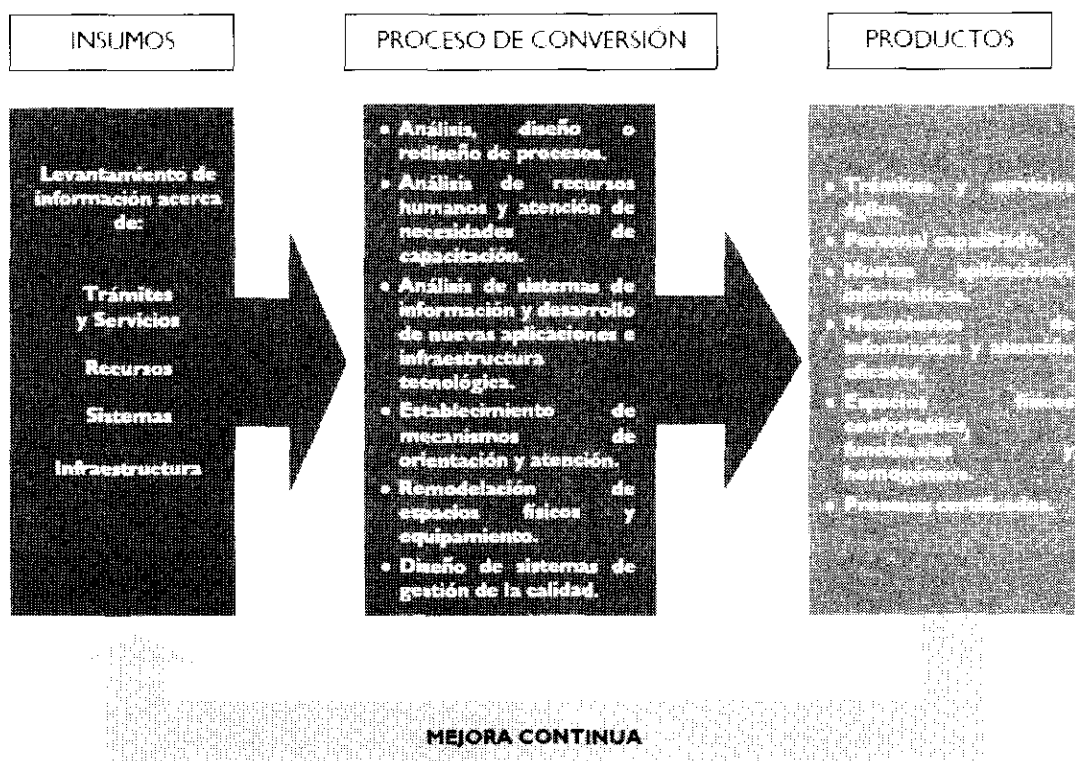 INSUMOS
PROCESO DE CONVERSIÓN
PRODUCTOS
Levantamiento de
información acerca
de:
Trámites
y Servicios
Recursos
Sistemas
Infraestructura
• Análisis, diseño o
rediseño de procesos.
• Análisis de recursos
humanos y atención de
necesidades de
capacitación.
• Análisis de sistemas de
información y desarrollo
de nuevas aplicaciones e
infraestructura
tecnológica.
• Establecimiento de
mecanismos de
orientación y atención.
• Remodelación de
espacios físicos y
equipamiento.
• Diseño de sistemas de
gestión de la calidad.
• Trámites y servicios
ágiles.
• Personal capacitado.
• Nuevas aplicaciones
informáticas.
• Mecanismos de
información y atención
eficaces.
• Espacios físicos
confortables,
funcionales y
homogéneos.
• Procesos certificados.
MEJORA CONTINUA